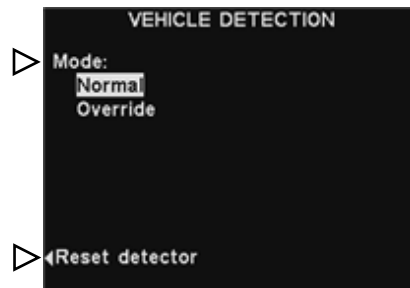 VEHICLE DETECTION
Mode:
Normal
Override
Reset detector